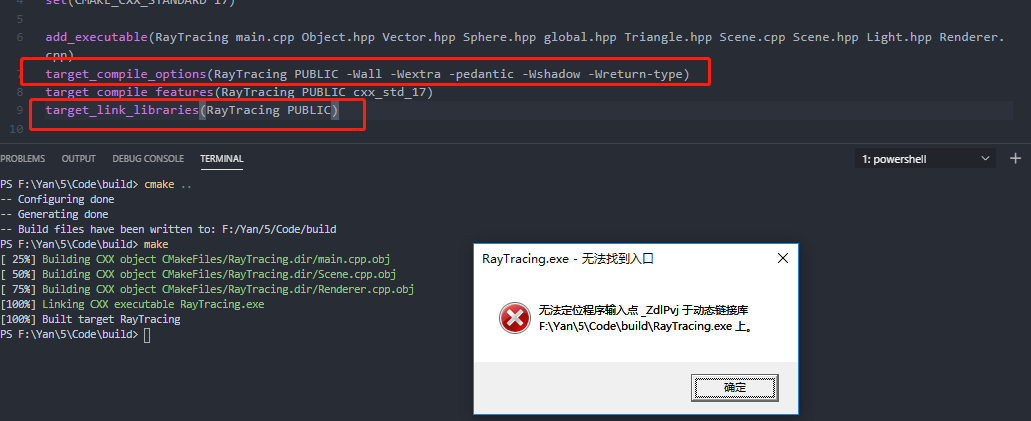 4 set(CMAKE_CXX_STANDARD 17)
5
6 add_executable(RayTracing main.cpp Object.hpp Vector.hpp Sphere.hpp global.hpp Triangle.hpp Scene.cpp Scene.hpp Light.hpp Renderer.
cpp)
7 target_compile_options(RayTracing PUBLIC -Wall -Wextra -pedantic -Wshadow -Wreturn-type)
8 target_compile_features(RayTracing PUBLIC cxx_std_17)
9 target_link_libraries(RayTracing PUBLIC)
10
PROBLEMS OUTPUT DEBUG CONSOLE TERMINAL 1: powershell
PS F:\Yan\5\Code\build> cmake ..
-- Configuring done
-- Generating done
-- Build files have been written to: F:/Yan/5/Code/build
PS F:\Yan\5\Code\build> make
[ 25%] Building CXX object CMakeFiles/RayTracing.dir/main.cpp.obj
[ 50%] Building CXX object CMakeFiles/RayTracing.dir/Scene.cpp.obj
[ 75%] Building CXX object CMakeFiles/RayTracing.dir/Renderer.cpp.obj
[100%] Linking CXX executable RayTracing.exe
[100%] Built target RayTracing
PS F:\Yan\5\Code\build>
RayTracing.exe - 无法找到入口
无法定位程序输入点 _ZdlPvj 于动态链接库
F:\Yan\5\Code\build\RayTracing.exe 上。
确定